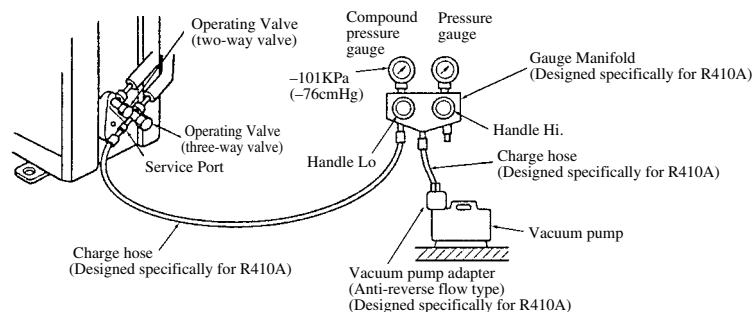 Operating Valve
(two-way valve)
Compound
pressure
gauge
Pressure
gauge
Gauge Manifold
(Designed specifically for R410A)
–101KPa
(–76cmHg)
Operating Valve
(three-way valve)
Service Port
Handle Lo
Handle Hi.
Charge hose
(Designed specifically for R410A)
Vacuum pump
Charge hose
(Designed specifically for R410A)
Vacuum pump adapter
(Anti-reverse flow type)
(Designed specifically for R410A)